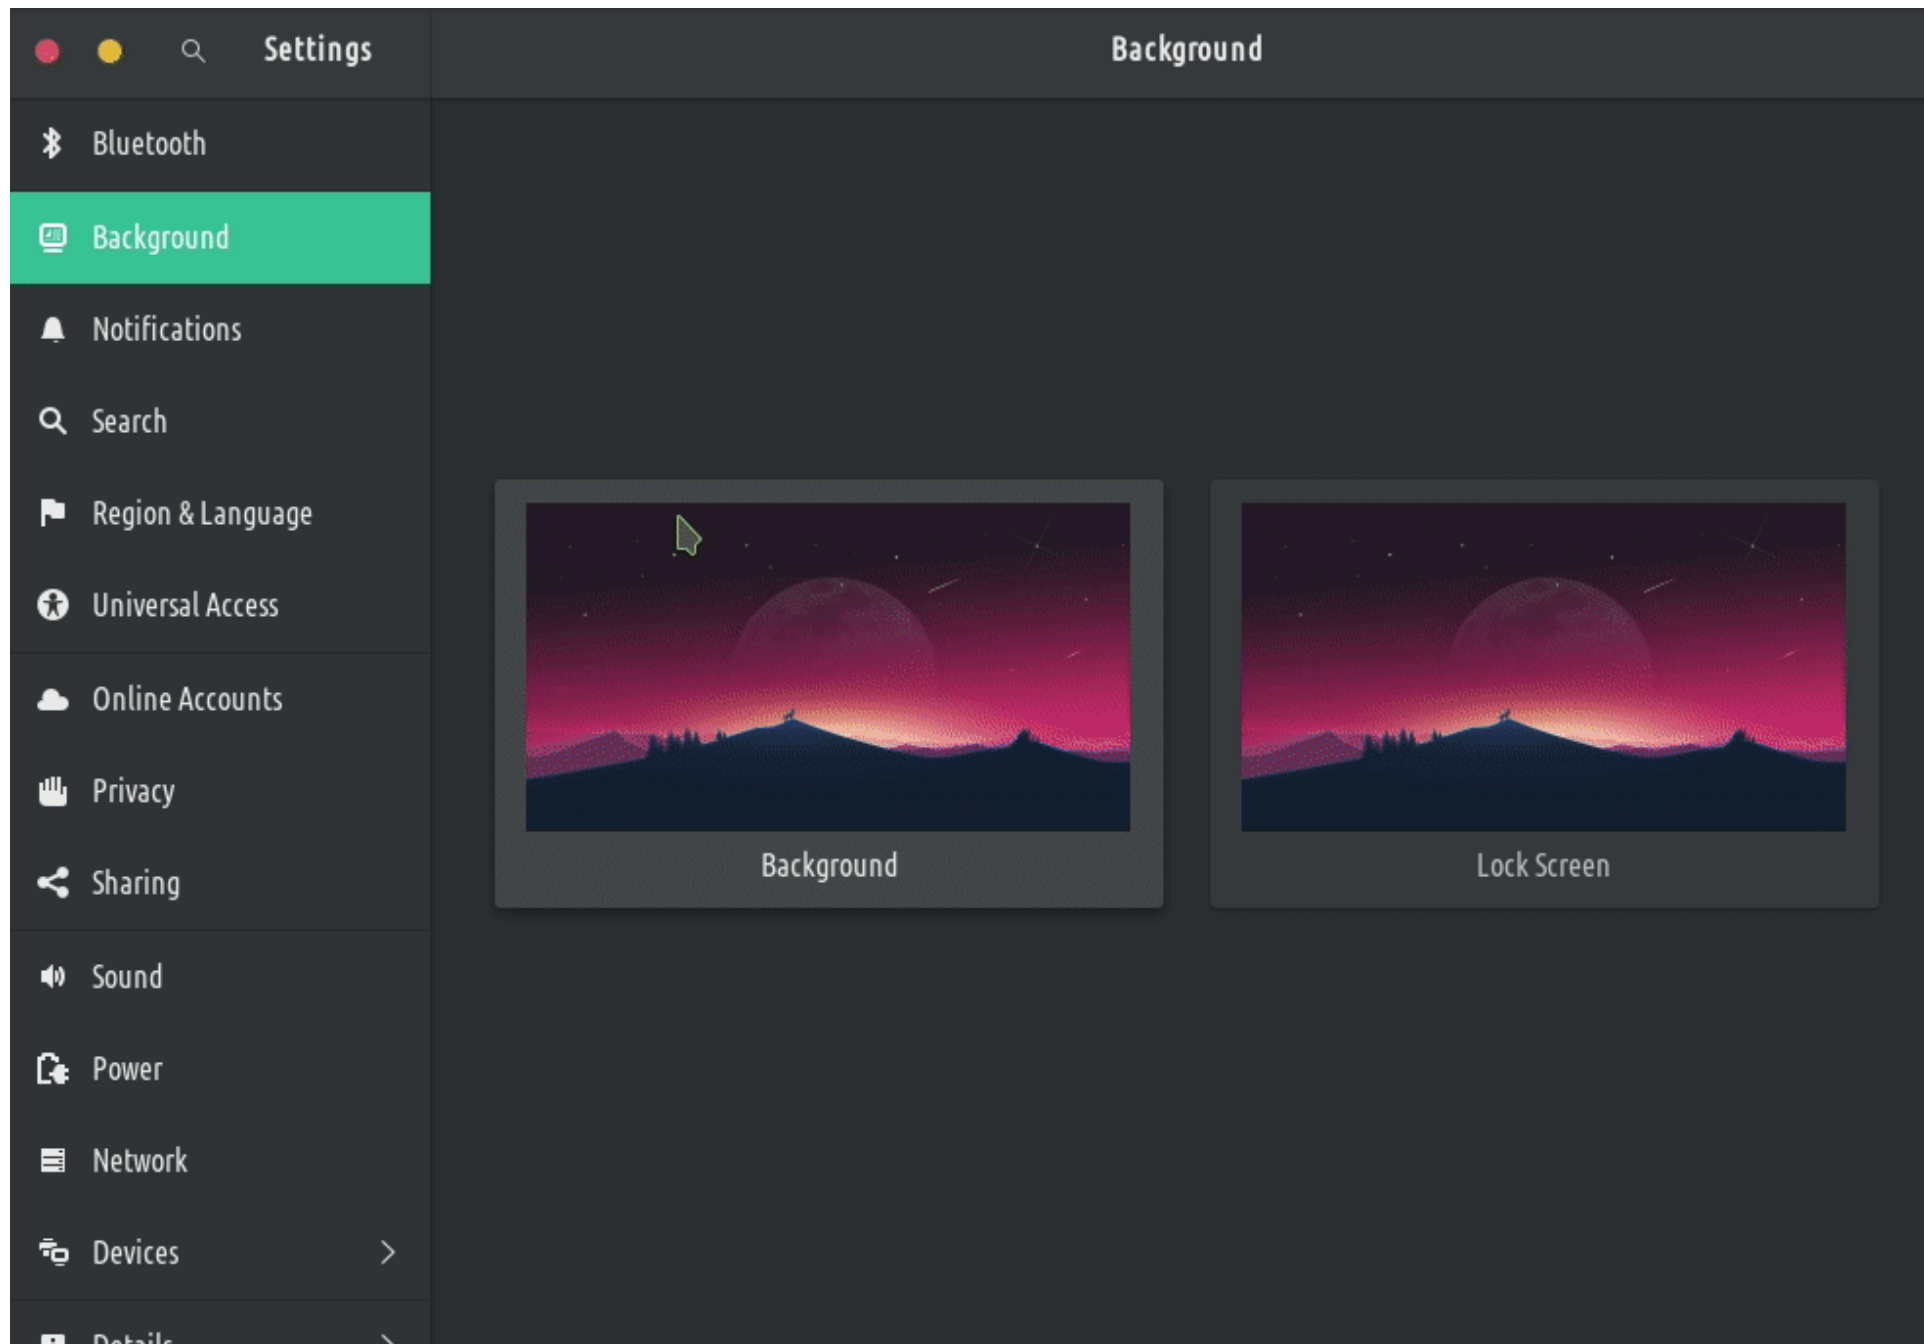 Settings
Background
Bluetooth
Background
Notifications
Search
Region & Language
Universal Access
Online Accounts
Privacy
Sharing
Sound
Power
Network
Devices
Details
Background
Lock Screen